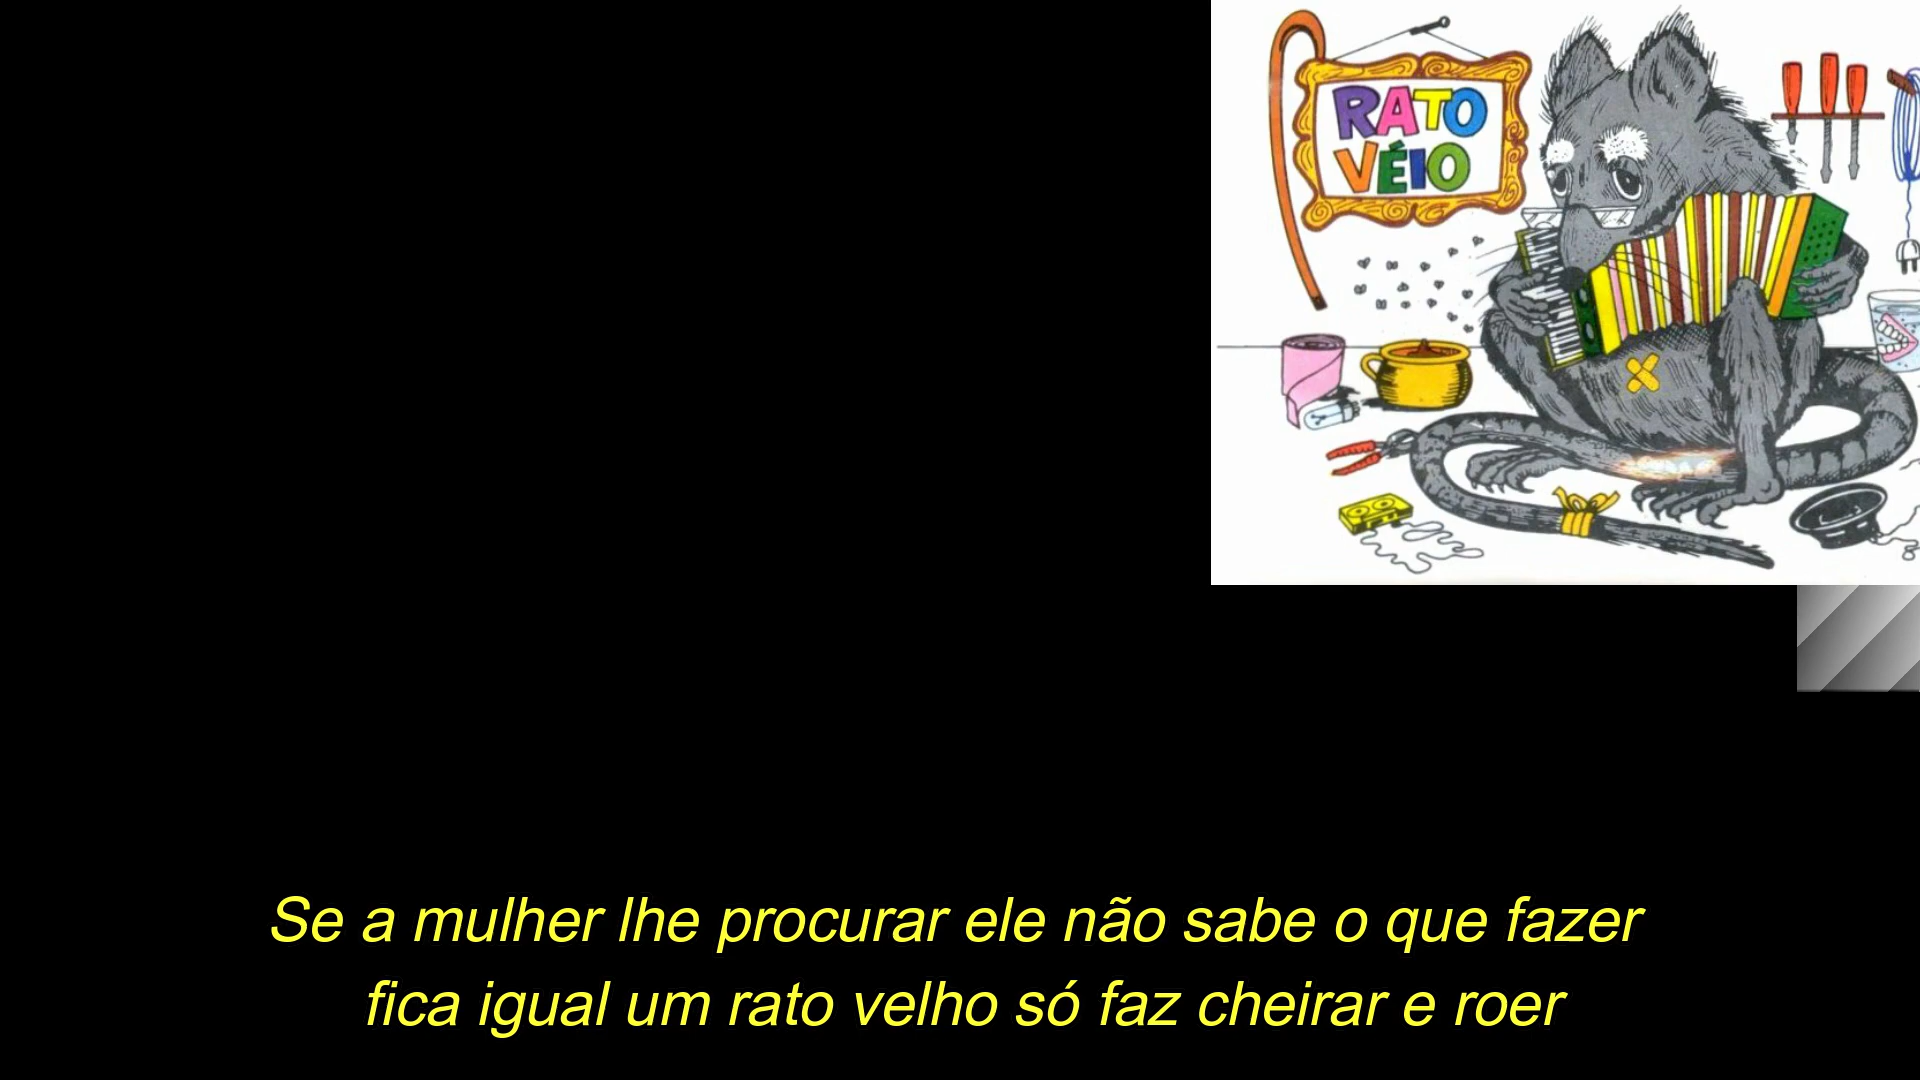 RATO
VÉIO
Se a mulher lhe procurar ele não sabe o que fazer
fica igual um rato velho só faz cheirar e roer